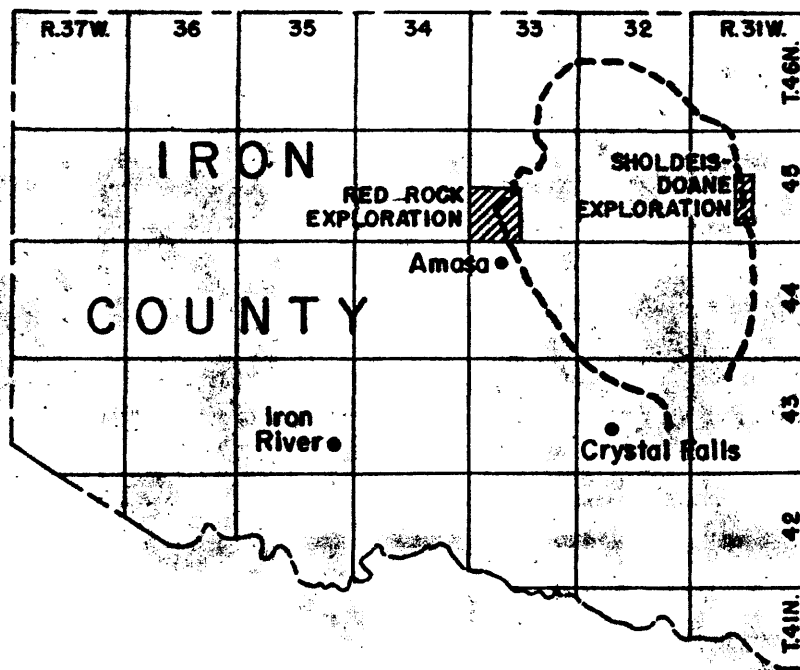 R.37W. 36 35 34 33 32 R.31W.
T.46N.
IRON
SHOLDEIS-
DOANE
EXPLORATION
45
RED ROCK
EXPLORATION
Amasa
44
COUNTY
43
Iron
River
Crystal Falls
42
T.41N.